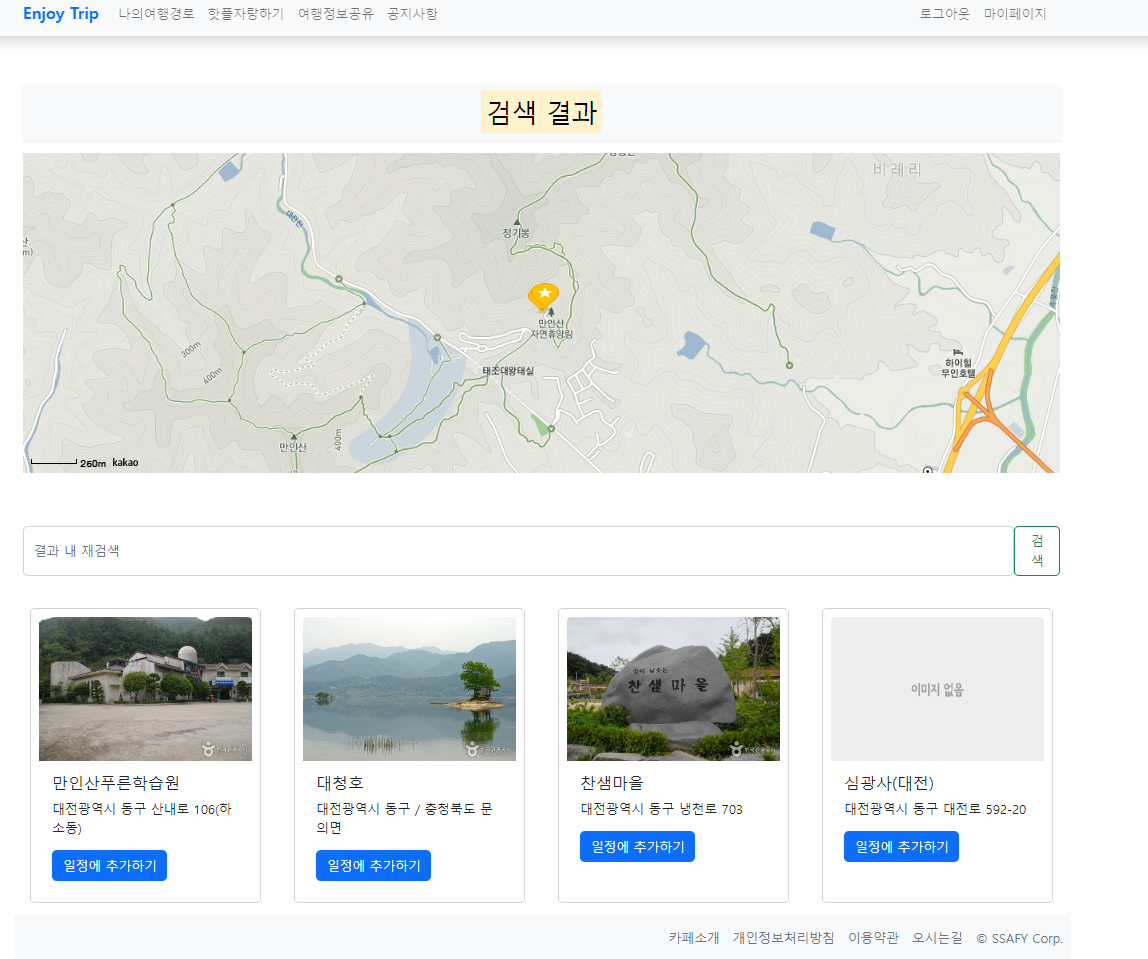 Enjoy Trip 나의여행경로 핫플자랑하기 여행정보공유 공지사항 로그아웃 마이페이지
검색 결과
비례리
대전천
정기봉
만인산
자연휴양림
태조대왕태실
하이힐
무인호텔
300m
400m
400m
만인산
260m kakao
결과 내 재검색
검
색
찬샘마을
이미지 없음
만인산푸른학습원
대전광역시 동구 산내로 106(하
소동)
일정에 추가하기
대청호
대전광역시 동구 / 충청북도 문
의면
일정에 추가하기
찬샘마을
대전광역시 동구 냉천로 703
일정에 추가하기
심광사(대전)
대전광역시 동구 대전로 592-20
일정에 추가하기
카페소개 개인정보처리방침 이용약관 오시는길 © SSAFY Corp.